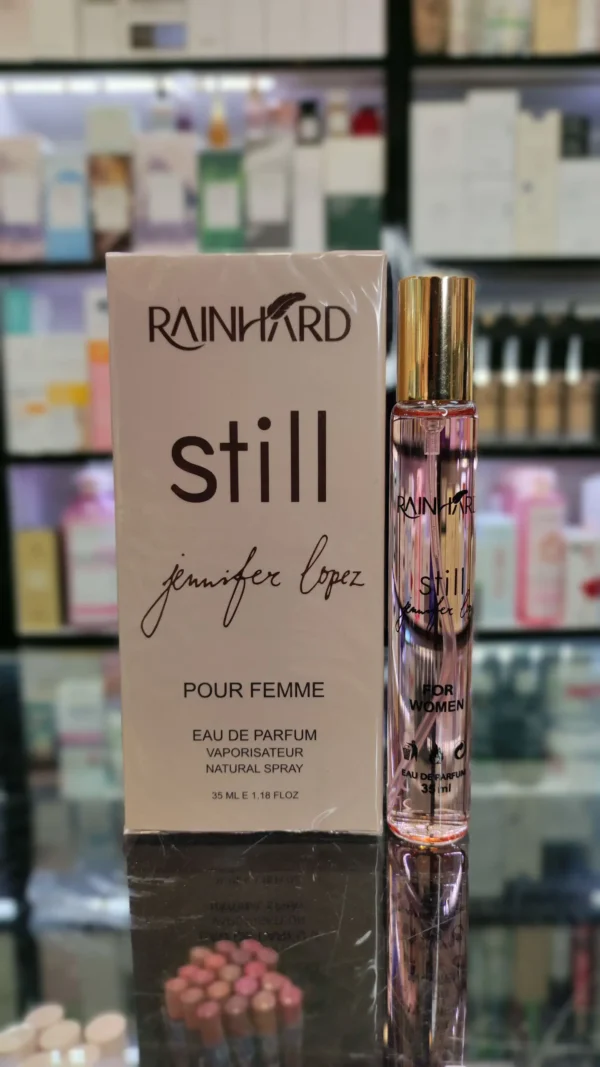 RAINHARD
still
jennifer lopez
POUR FEMME
EAU DE PARFUM
VAPORISATEUR
NATURAL SPRAY
35 ML E 1.18 FLOZ
RAINHARD
still
jennifer lo
FOR
WOMEN
EAU DE PARFUM
35 ml